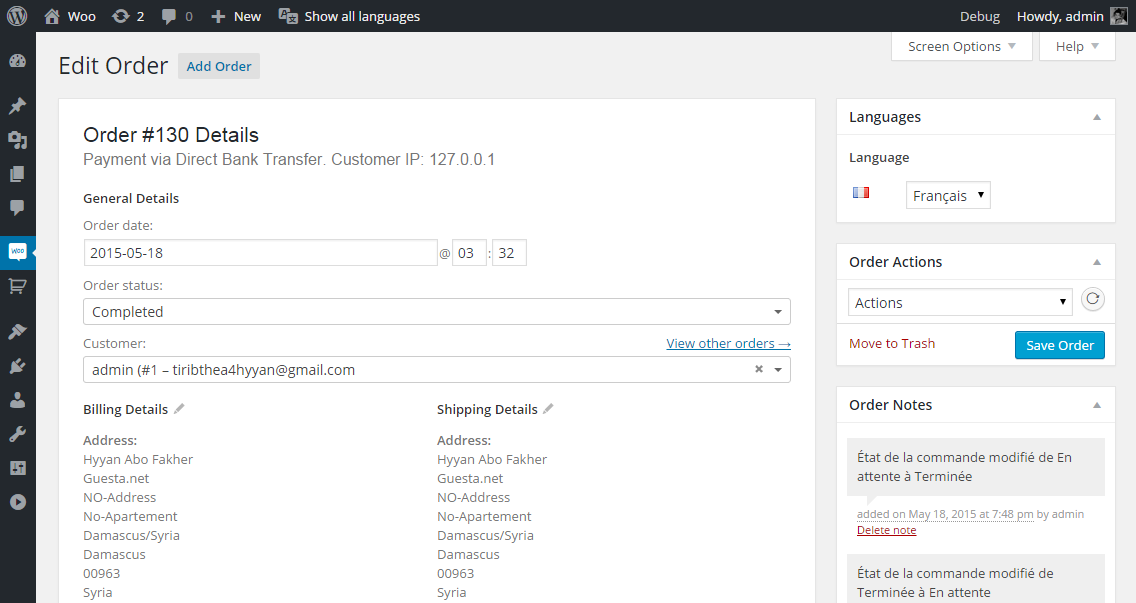 Woo 2 0 New Show all languages Debug Howdy, admin
Screen Options Help
Edit Order Add Order
Order #130 Details
Payment via Direct Bank Transfer. Customer IP: 127.0.0.1
General Details
Order date:
2015-05-18 @ 03 : 32
Order status:
Completed
Customer: View other orders →
admin (#1 – tiribthea4hyyan@gmail.com
Billing Details
Address:
Hyyan Abo Fakher
Guesta.net
NO-Address
No-Apartement
Damascus/Syria
Damascus
00963
Syria
Shipping Details
Address:
Hyyan Abo Fakher
Guesta.net
NO-Address
No-Apartement
Damascus/Syria
Damascus
00963
Syria
Languages
Language
Français
Order Actions
Actions
Move to Trash Save Order
Order Notes
État de la commande modifié de En
attente à Terminée
added on May 18, 2015 at 7:48 pm by admin
Delete note
État de la commande modifié de
Terminée à En attente
Woo